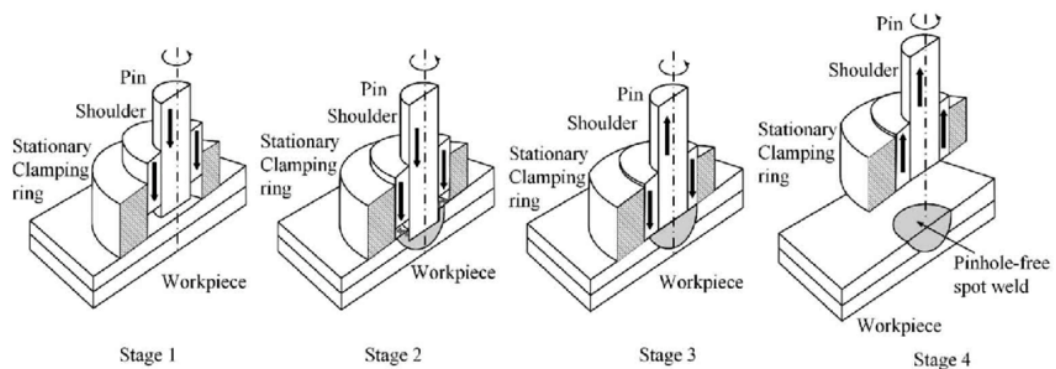 Pin
Shoulder
Stationary
Clamping
ring
Workpiece
Stage 1
Pin
Shoulder
Stationary
Clamping
ring
Workpiece
Stage 2
Pin
Shoulder
Stationary
Clamping
ring
Workpiece
Stage 3
Pin
Shoulder
Stationary
Clamping
ring
Pinhole-free
spot weld
Workpiece
Stage 4